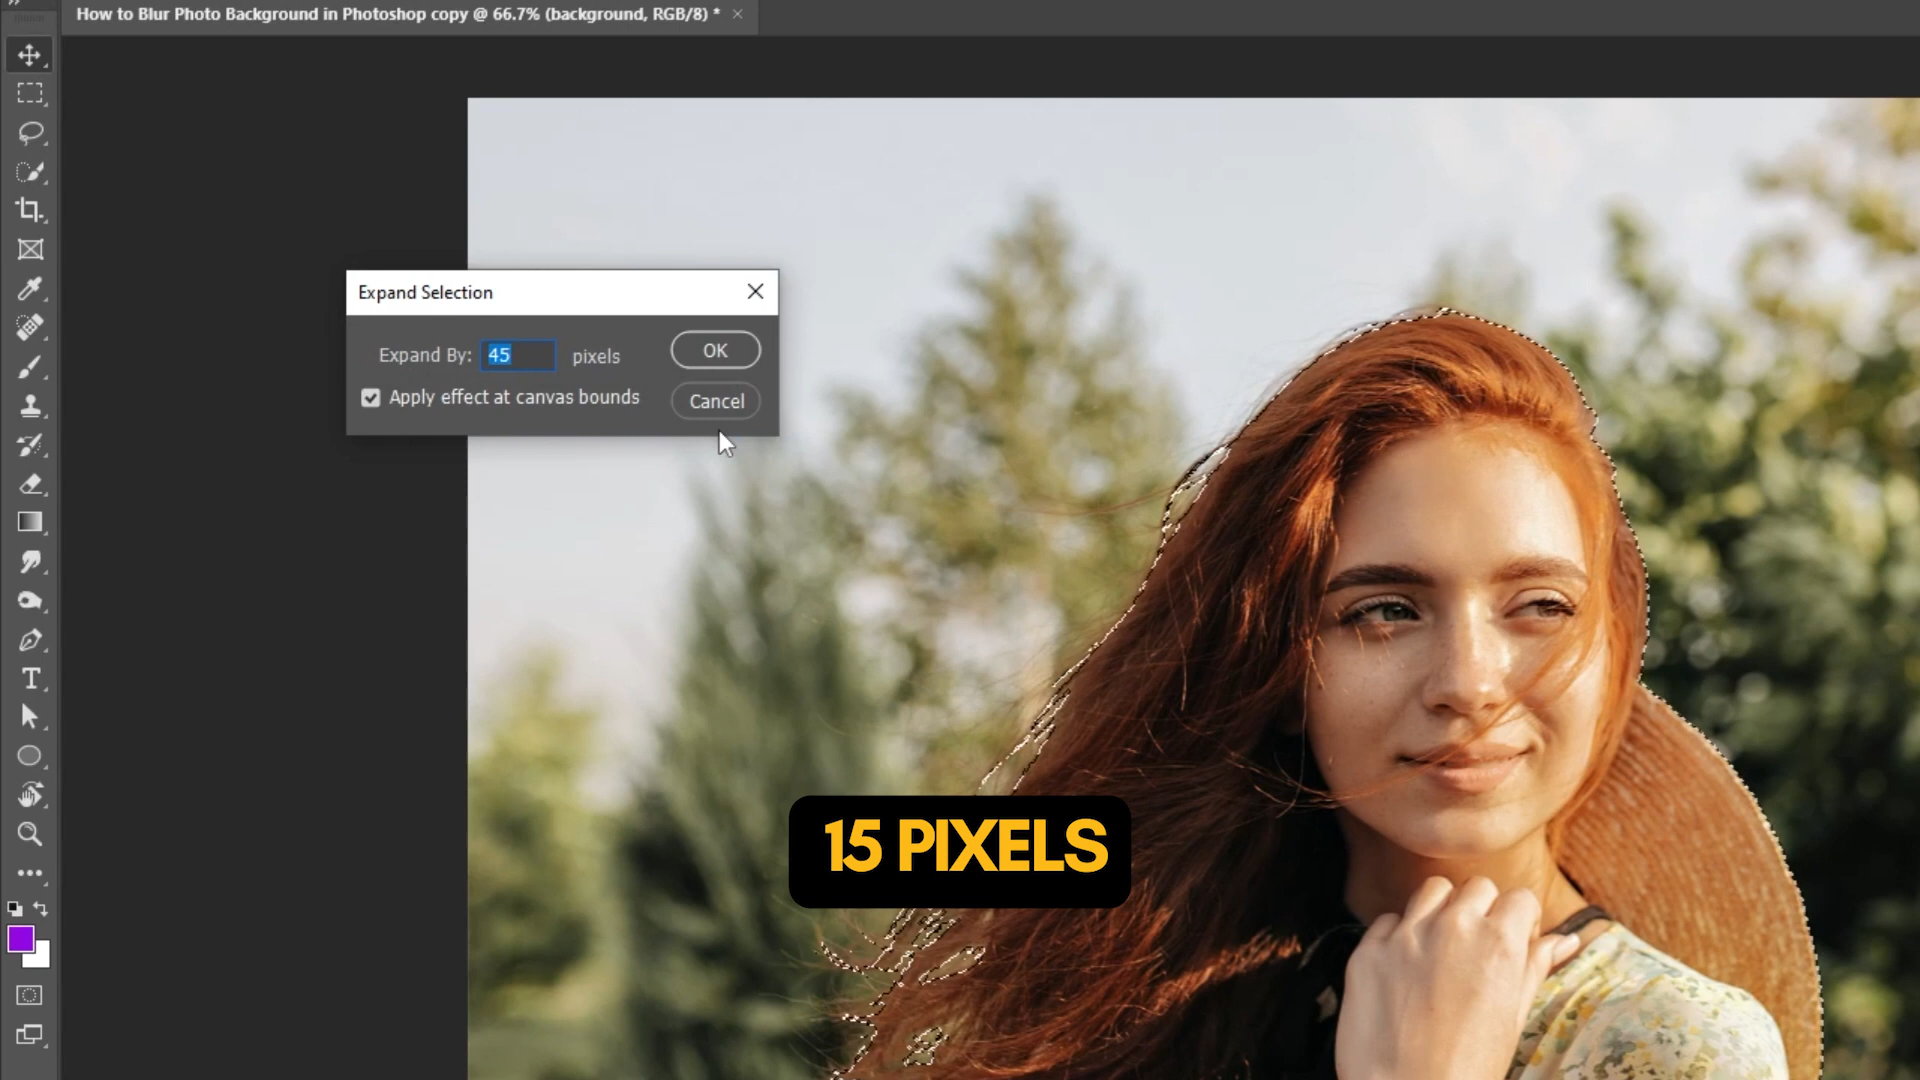 How to Blur Photo Background in Photoshop copy @ 66.7% (background, RGB/8) *
Expand Selection
Expand By: 45 pixels
OK
Apply effect at canvas bounds
Cancel
15 PIXELS